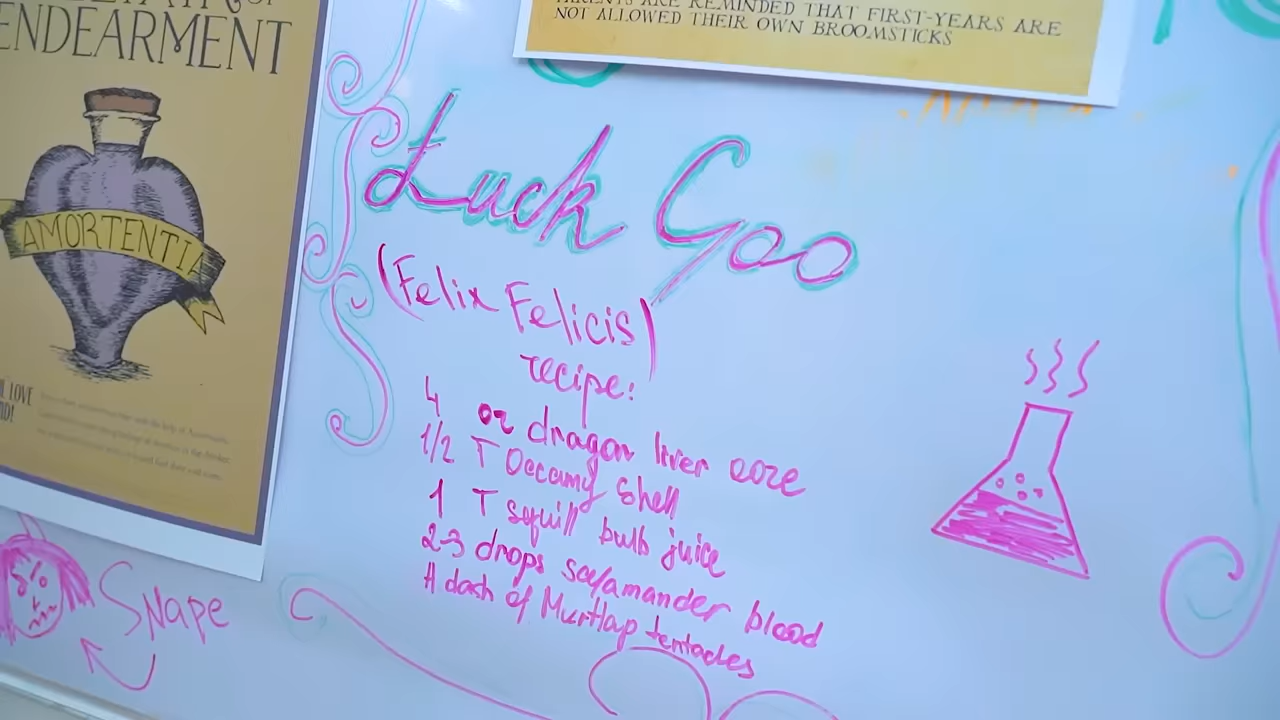 ENDEARMENT
AMORTENTIA
LOVE
PARENTS ARE REMINDED THAT FIRST-YEARS ARE
NOT ALLOWED THEIR OWN BROOMSTICKS
Luck Goo
(Felix Felicis)
recipe:
4 oz dragon liver ooze
1/2 T Occamy shell
1 T squill bulb juice
2-3 drops salamander blood
A dash of Murtlap tentacles
Snape